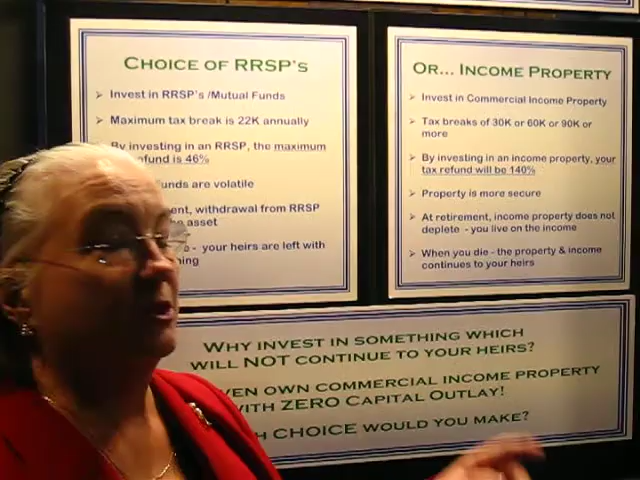 CHOICE OF RRSP's
Invest in RRSP's /Mutual Funds
Maximum tax break is 22K annually
By investing in an RRSP, the maximum
fund is 46%
unds are volatile
ent, withdrawal from RRSP
asset
- your heirs are left with
OR... INCOME PROPERTY
Invest in Commercial Income Property
Tax breaks of 30K or 60K or 90K or
more
By investing in an income property, your
tax refund will be 140%
Property is more secure
At retirement, income property does not
deplete - you live on the income
When you die - the property & income
continues to your heirs
WHY INVEST IN SOMETHING WHICH
WILL NOT CONTINUE TO YOUR HEIRS?
VEN OWN COMMERCIAL INCOME PROPERTY
WITH ZERO CAPITAL OUTLAY!
H CHOICE WOULD YOU MAKE?